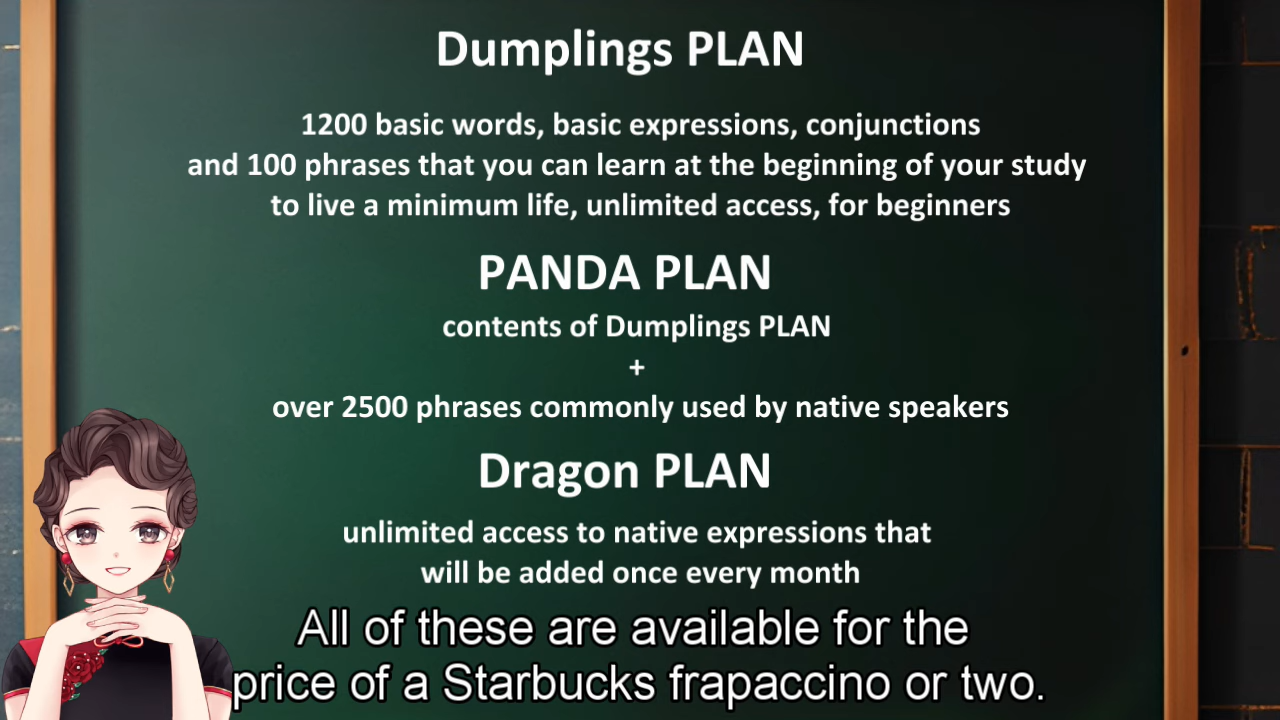 Dumplings PLAN
1200 basic words, basic expressions, conjunctions
and 100 phrases that you can learn at the beginning of your study
to live a minimum life, unlimited access, for beginners
PANDA PLAN
contents of Dumplings PLAN
+
over 2500 phrases commonly used by native speakers
Dragon PLAN
unlimited access to native expressions that
will be added once every month
All of these are available for the
price of a Starbucks frapaccino or two.